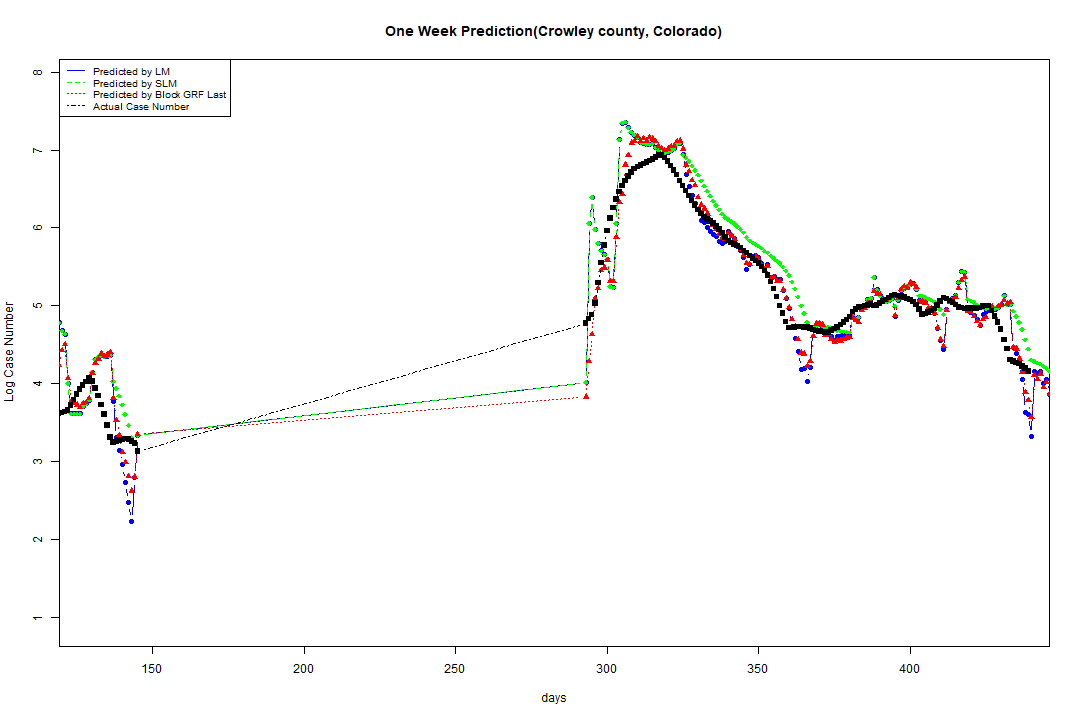 One Week Prediction(Crowley county, Colorado)
Predicted by LM
Predicted by SLM
Predicted by Block GRF Last
Actual Case Number
8
7
6
5
4
3
2
1
Log Case Number
150 200 250 300 350 400
days